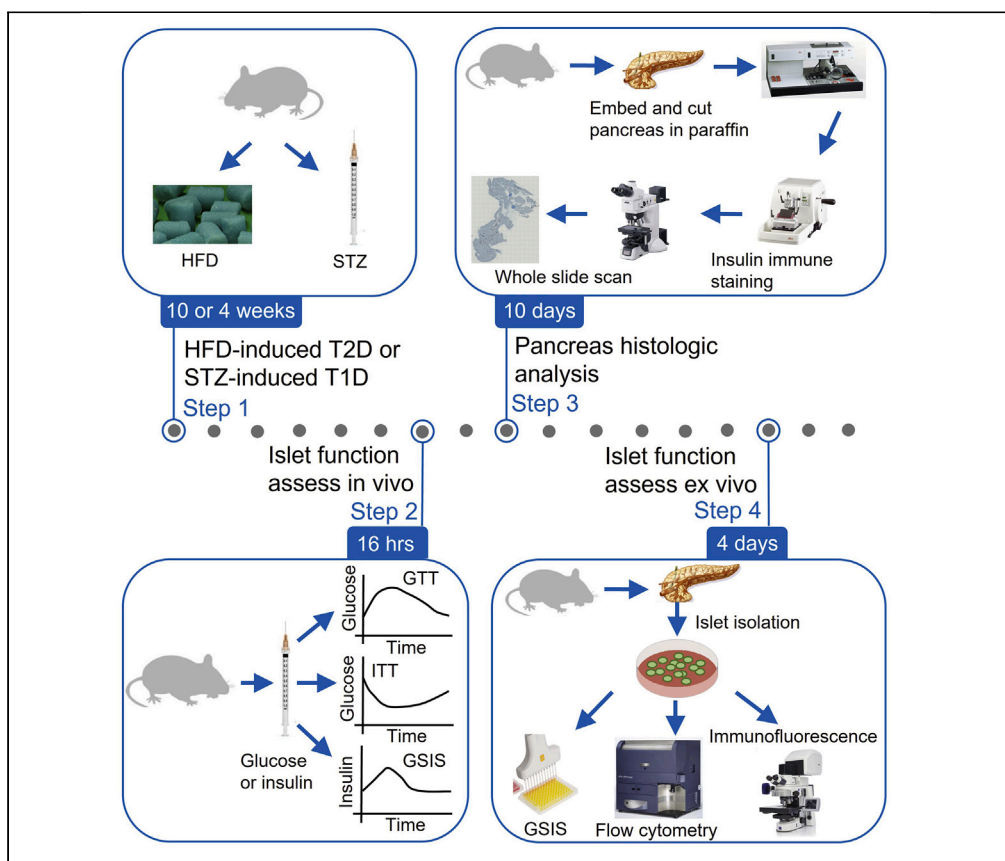 HFD
STZ
10 or 4 weeks
HFD-induced T2D or
STZ-induced T1D
Step 1
Embed and cut
pancreas in paraffin
Insulin immune
staining
Whole slide scan
10 days
Pancreas histologic
analysis
Step 3
Islet function
assess in vivo
Step 2
16 hrs
Glucose
or insulin
Glucose
GTT
Time
Glucose
ITT
Time
Insulin
GSIS
Time
Islet function
assess ex vivo
Step 4
4 days
Islet isolation
GSIS
Flow cytometry
Immunofluorescence